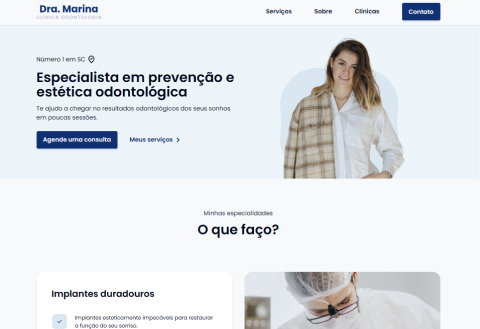 Dra. Marina
CLÍNICA ODONTOLOGIA
Serviços
Sobre
Clínicas
Contato
Número 1 em SC
Especialista em prevenção e
estética odontológica
Te ajudo a chegar no resultados odontológicos dos seus sonhos
em poucas sessões.
Agende uma consulta
Meus serviços
Minhas especialidades
O que faço?
Implantes duradouros
Implantes esteticamente impecáveis para restaurar
a função do seu sorriso.